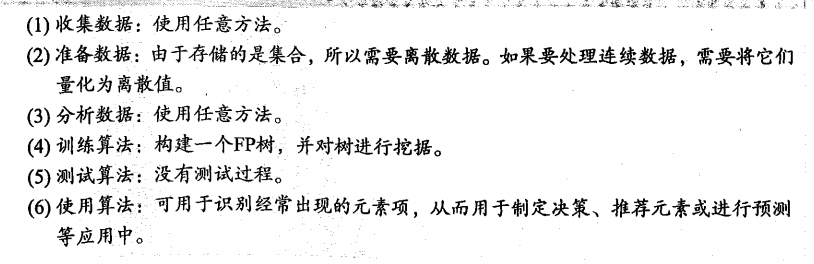 (1) 收集数据：使用任意方法。
(2) 准备数据：由于存储的是集合，所以需要离散数据。如果要处理连续数据，需要将它们
量化为离散值。
(3) 分析数据：使用任意方法。
(4) 训练算法：构建一个FP树，并对树进行挖据。
(5) 测试算法：没有测试过程。
(6) 使用算法：可用于识别经常出现的元素项，从而用于制定决策、推荐元素或进行预测
等应用中。